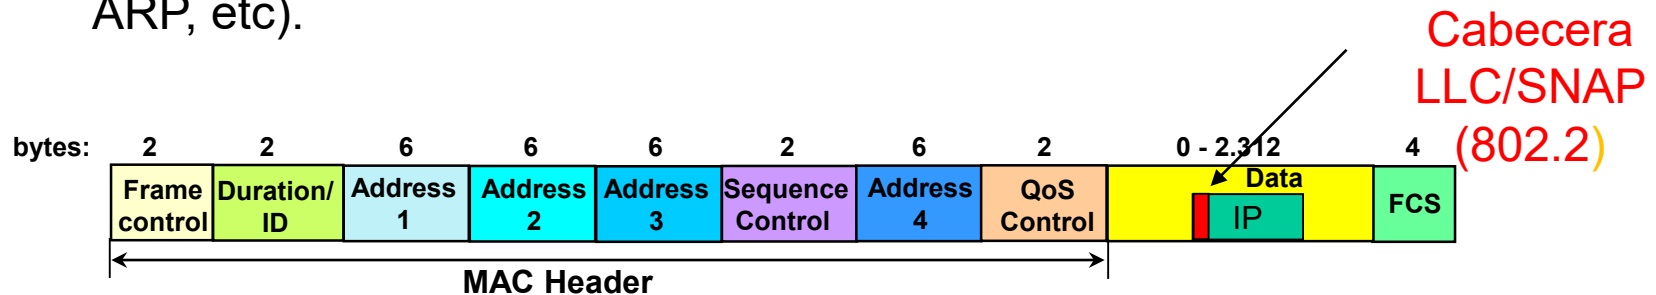 ARP, etc).
Cabecera
LLC/SNAP
(802.2)
bytes: 2 2 6 6 6 2 6 2 0 - 2.312 4
Frame control
Duration/ ID
Address 1
Address 2
Address 3
Sequence Control
Address 4
QoS Control
Data
IP
FCS
MAC Header